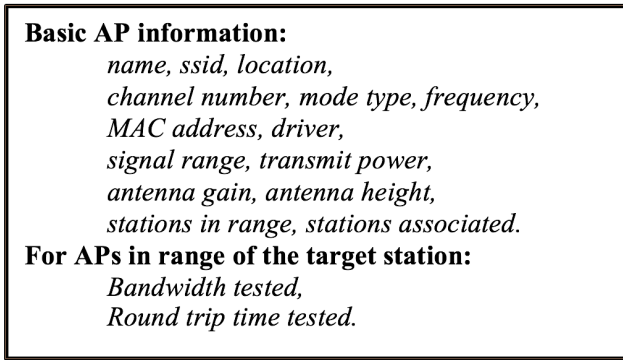 Basic AP information:
name, ssid, location,
channel number, mode type, frequency,
MAC address, driver,
signal range, transmit power,
antenna gain, antenna height,
stations in range, stations associated.
For APs in range of the target station:
Bandwidth tested,
Round trip time tested.